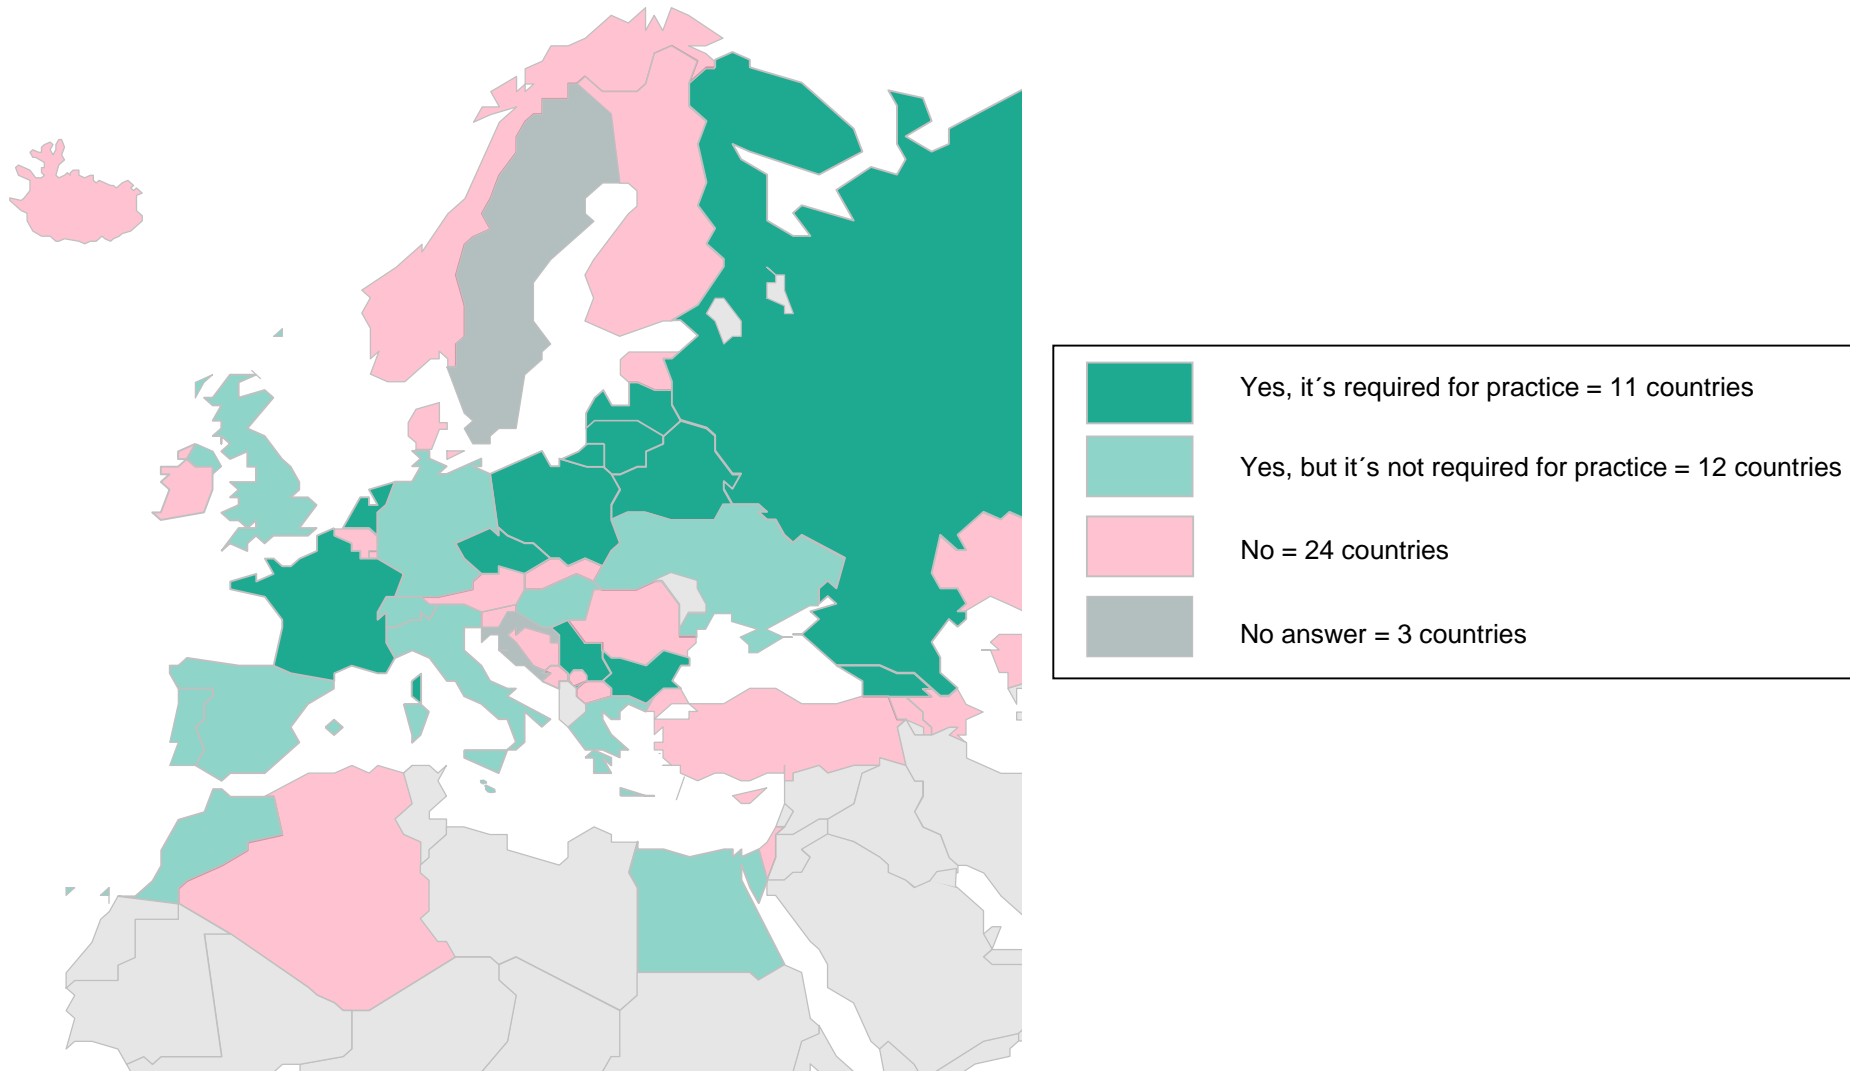 Yes, it´s required for practice = 11 countries
Yes, but it´s not required for practice = 12 countries
No = 24 countries
No answer = 3 countries